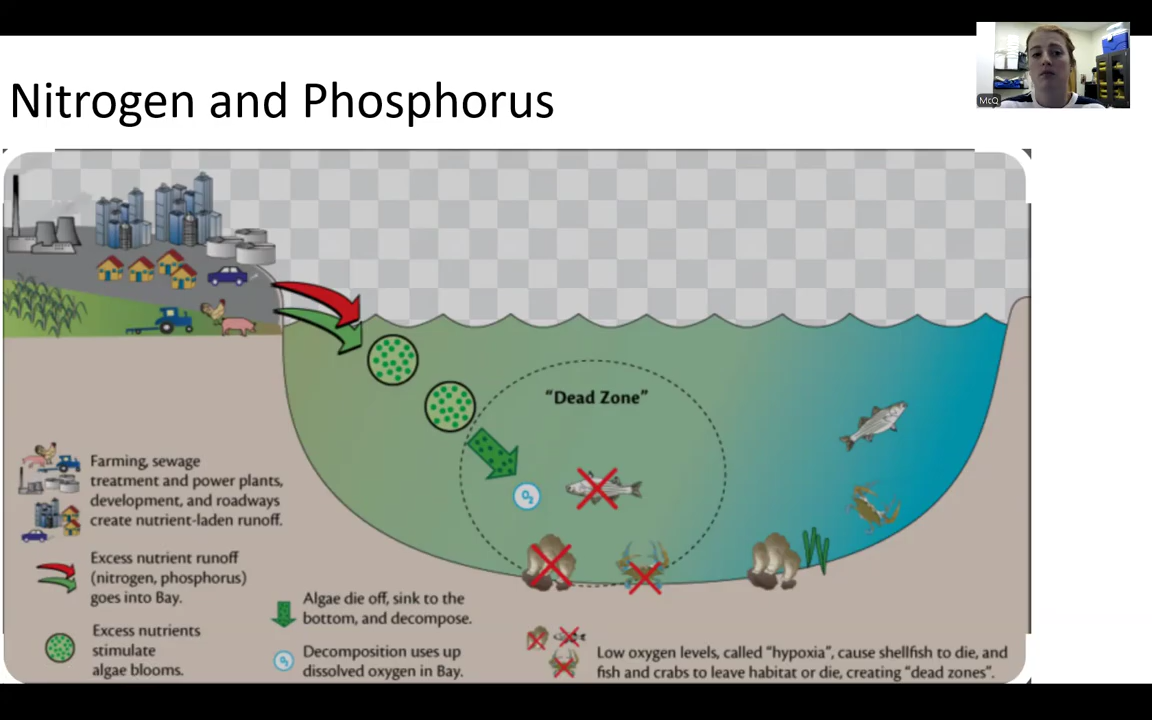 Nitrogen and Phosphorus
McQ
"Dead Zone"
O2
Farming, sewage
treatment and power plants,
development, and roadways
create nutrient-laden runoff.
Excess nutrient runoff
(nitrogen, phosphorus)
goes into Bay.
Excess nutrients
stimulate
algae blooms.
Algae die off, sink to the
bottom, and decompose.
O2
Decomposition uses up
dissolved oxygen in Bay.
Low oxygen levels, called "hypoxia", cause shellfish to die, and
fish and crabs to leave habitat or die, creating "dead zones".